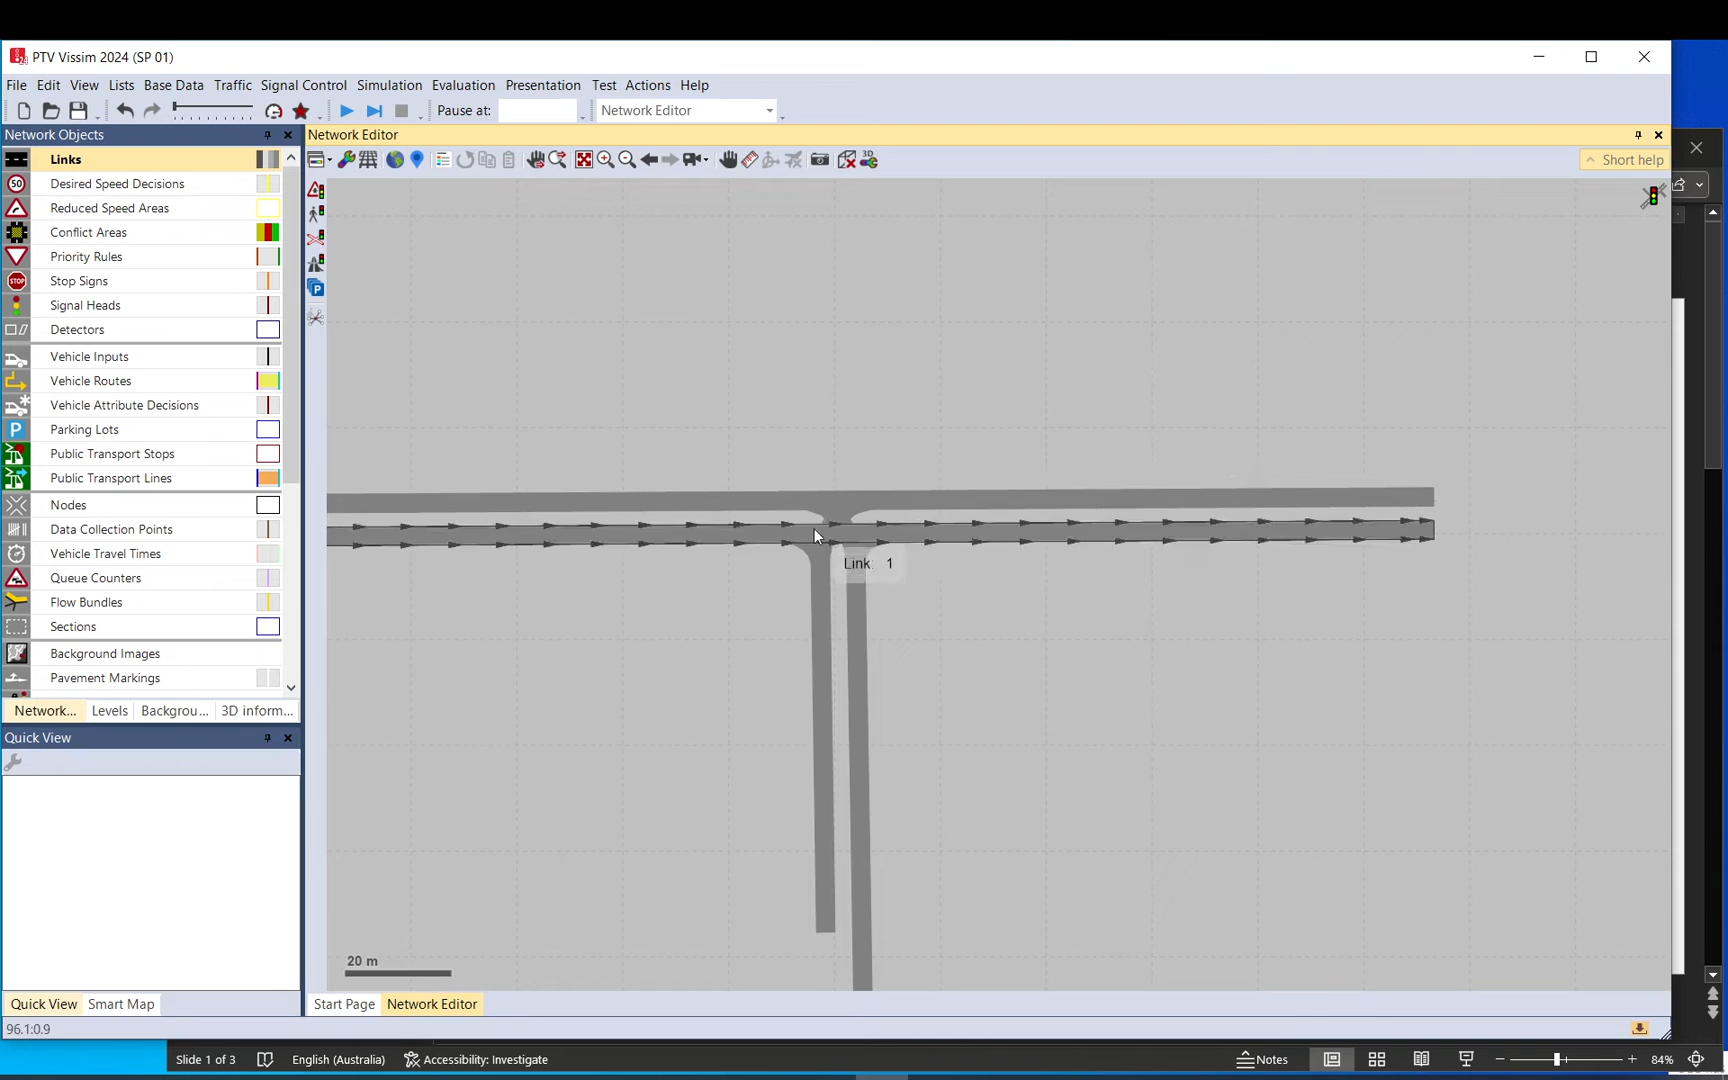 PTV Vissim 2024 (SP 01)
File Edit View Lists Base Data Traffic Signal Control Simulation Evaluation Presentation Test Actions Help
Pause at: Network Editor
Network Objects
Network Editor
Short help
Links
50 Desired Speed Decisions
Reduced Speed Areas
Conflict Areas
Priority Rules
STOP Stop Signs
Signal Heads
Detectors
Vehicle Inputs
Vehicle Routes
Vehicle Attribute Decisions
P Parking Lots
Public Transport Stops
Public Transport Lines
Nodes
Data Collection Points
Vehicle Travel Times
Queue Counters
Flow Bundles
Sections
Background Images
Pavement Markings
Network... Levels Backgrou... 3D inform...
Quick View
3D
P
Link: 1
20 m
Quick View Smart Map
Start Page Network Editor
96.1:0.9
Slide 1 of 3 English (Australia) Accessibility: Investigate Notes 84%